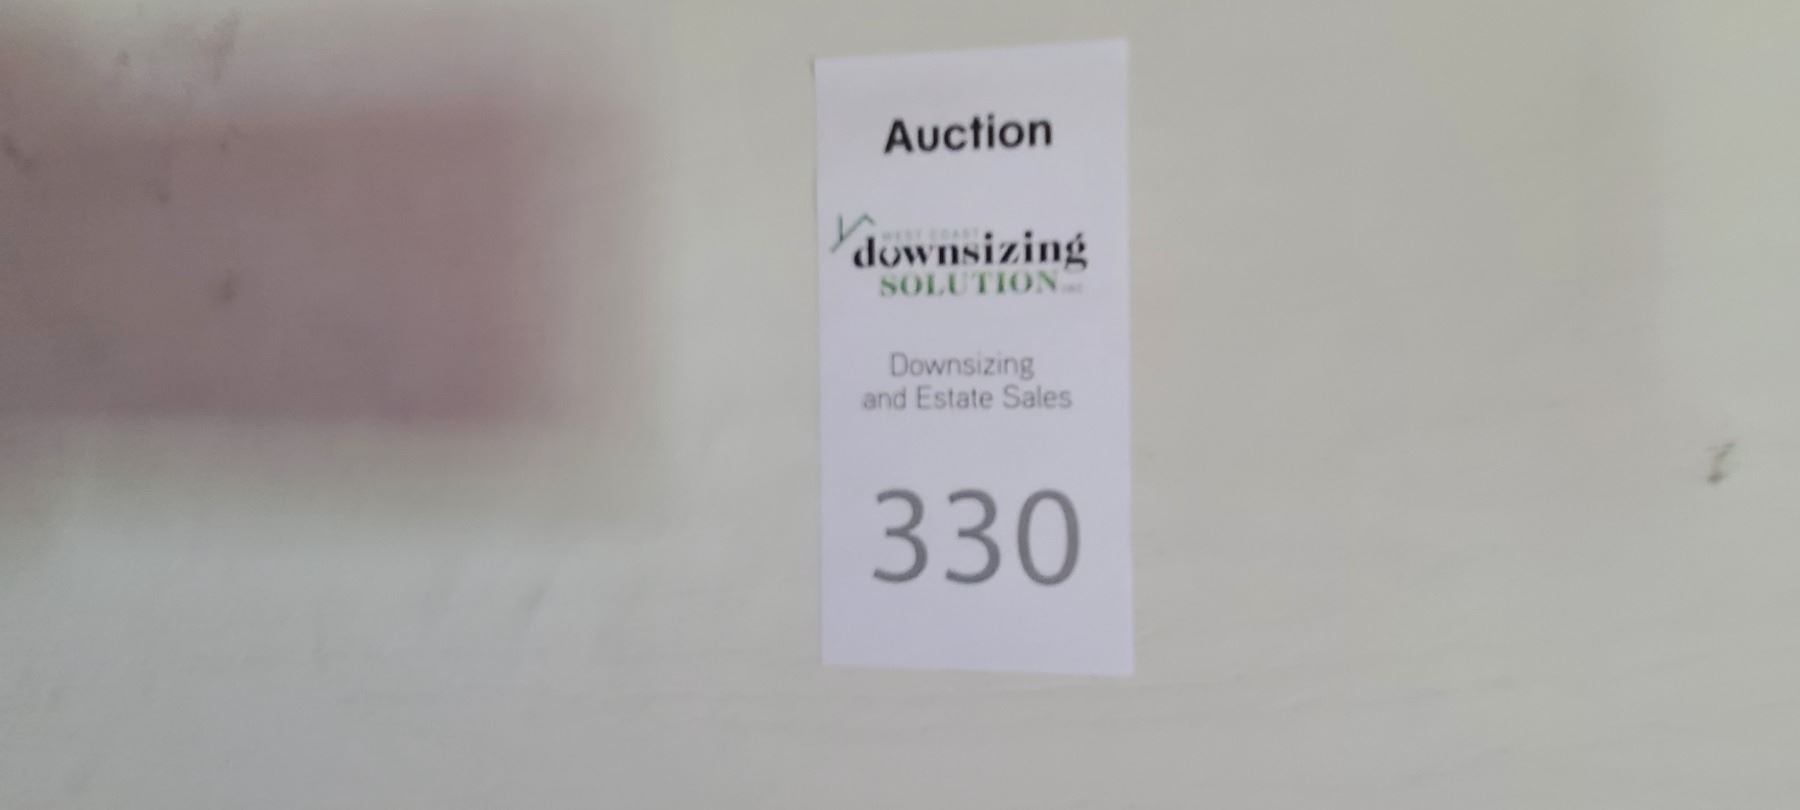 Auction
WEST COAST
downsizing
SOLUTION INC
Downsizing
and Estate Sales
330